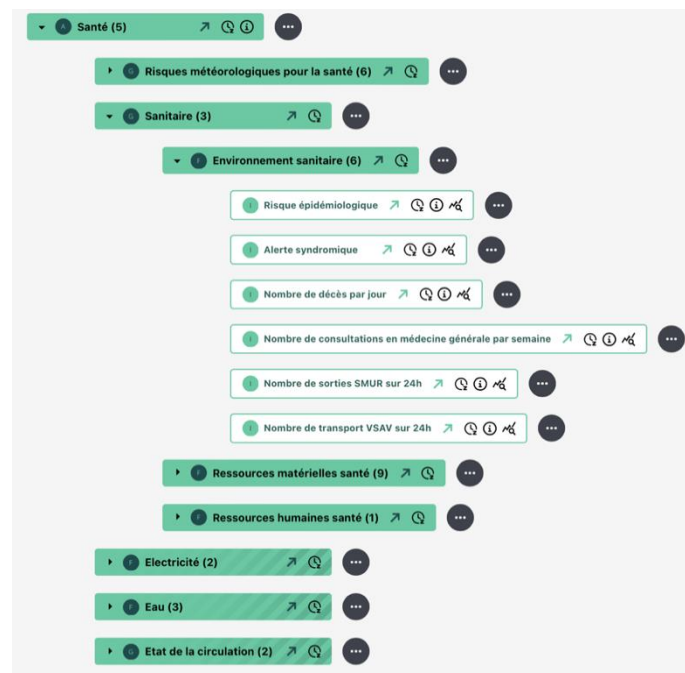 A Santé (5)
G Risques météorologiques pour la santé (6)
G Sanitaire (3)
F Environnement sanitaire (6)
I Risque épidémiologique
I Alerte syndromique
I Nombre de décès par jour
I Nombre de consultations en médecine générale par semaine
I Nombre de sorties SMUR sur 24h
I Nombre de transport VSAV sur 24h
F Ressources matérielles santé (9)
F Ressources humaines santé (1)
F Electricité (2)
F Eau (3)
G Etat de la circulation (2)